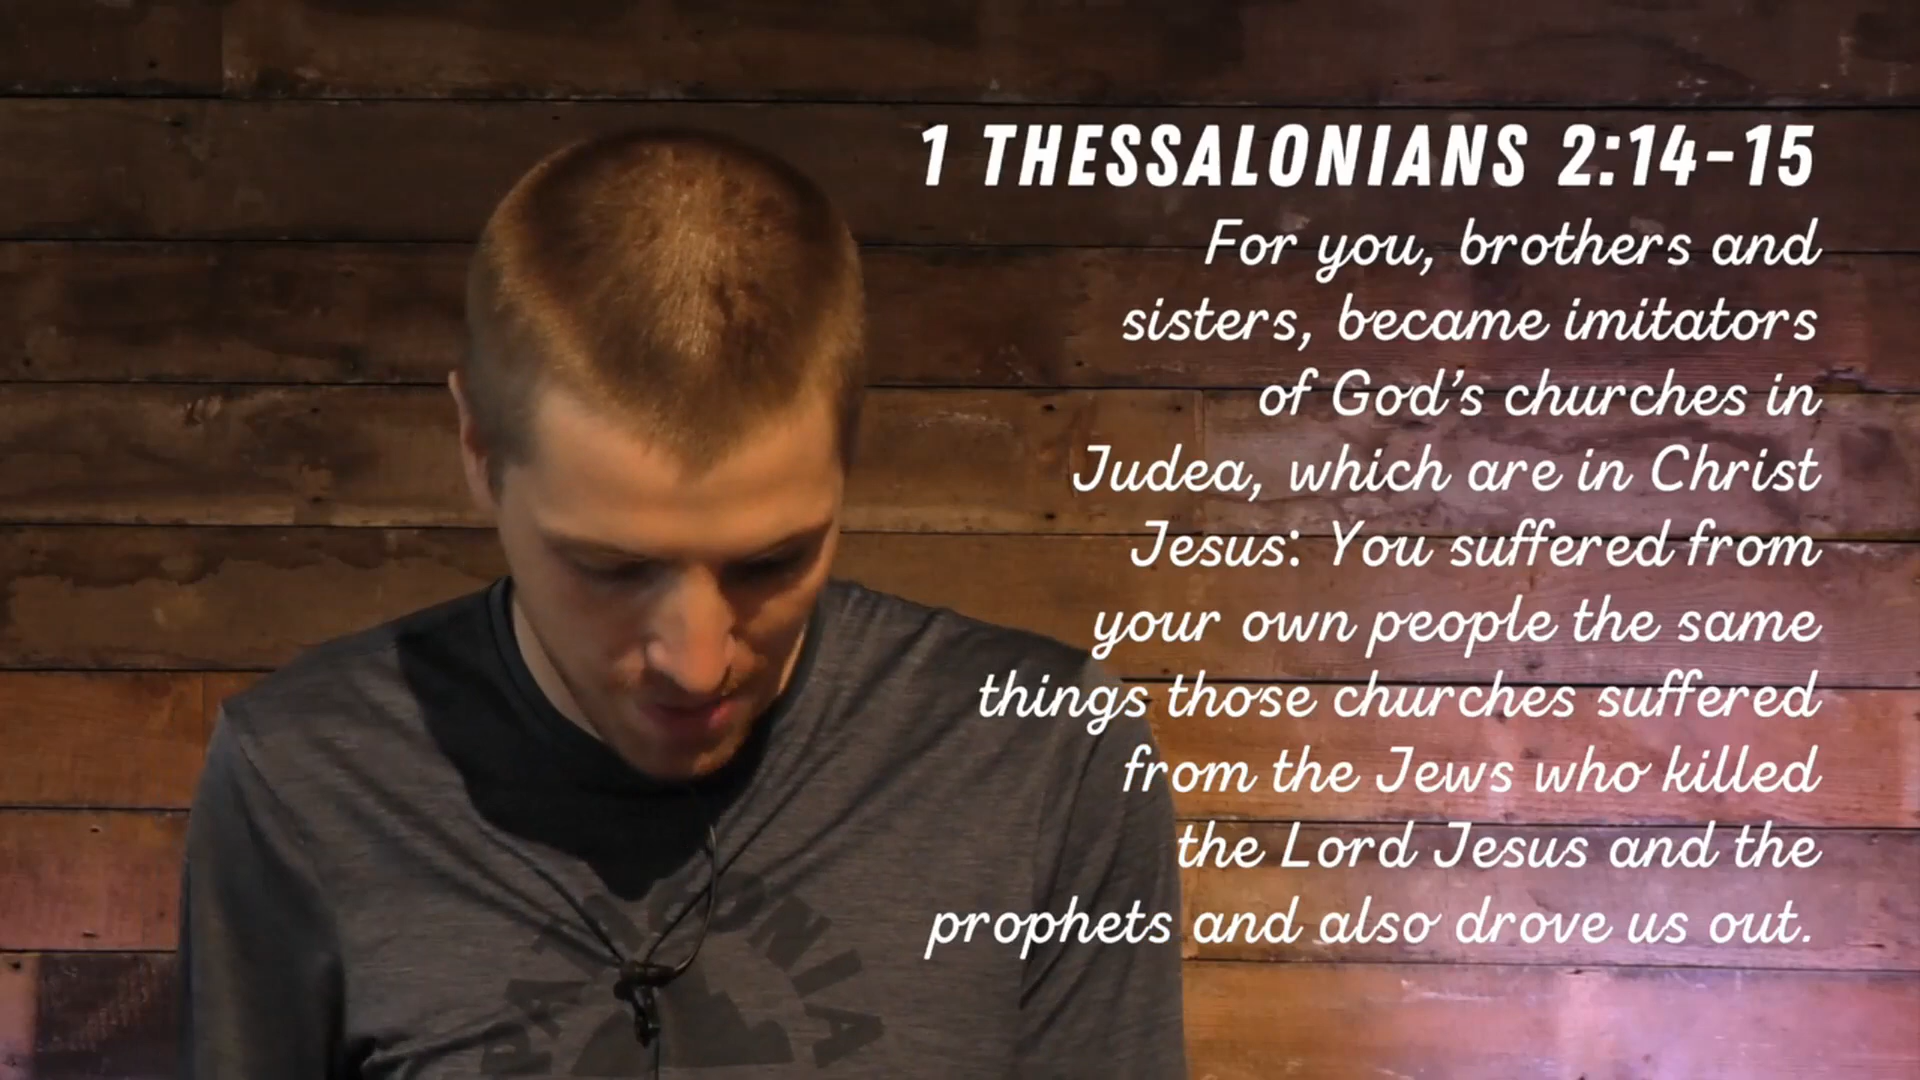 1 THESSALONIANS 2:14-15
For you, brothers and
sisters, became imitators
of God's churches in
Judea, which are in Christ
Jesus: You suffered from
your own people the same
things those churches suffered
from the Jews who killed
the Lord Jesus and the
prophets and also drove us out.
PATAGONIA